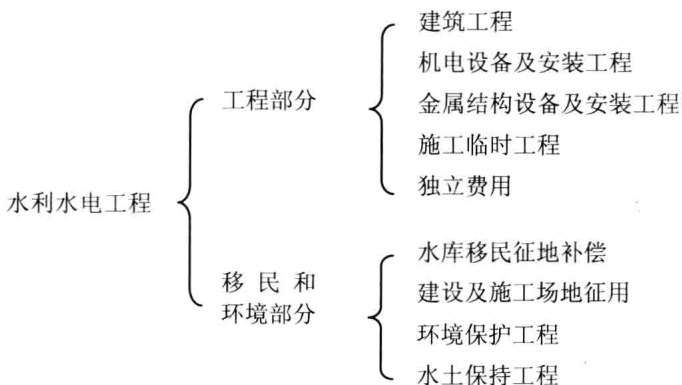 水利水电工程
工程部分
建筑工程
机电设备及安装工程
金属结构设备及安装工程
施工临时工程
独立费用
移民和
环境部分
水库移民征地补偿
建设及施工场地征用
环境保护工程
水土保持工程